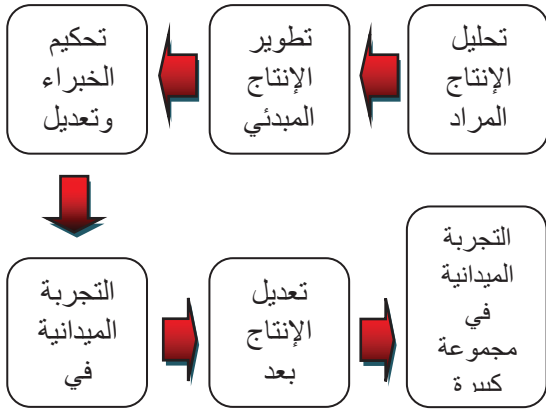 تحليل
الإنتاج
المراد
تطوير
الإنتاج
المبدئي
تحكيم
الخبراء
وتعديل
التجربة
الميدانية
في
تعديل
الإنتاج
بعد
التجربة
الميدانية
في
مجموعة
كبيرة